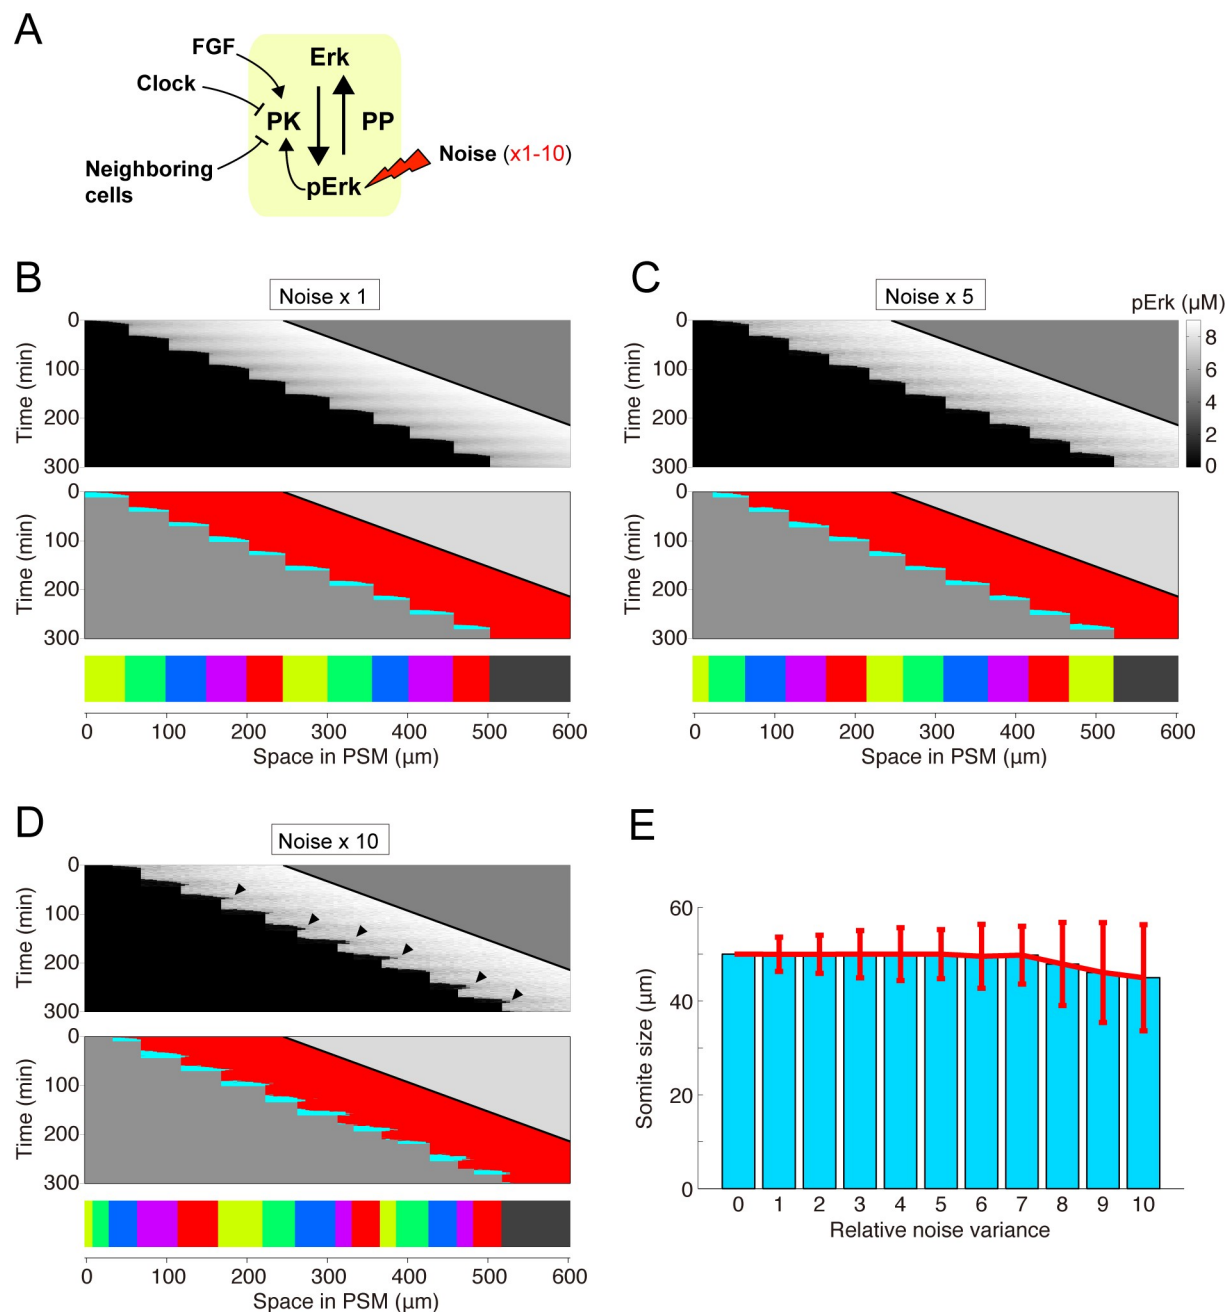 A
FGF
Erk
Clock
PK
PP
Noise (x1-10)
Neighboring
cells
pErk
B
Noise x 1
0
100
200
300
Time (min)
0
100
200
300
Time (min)
0 100 200 300 400 500 600
Space in PSM (µm)
C
Noise x 5
pErk (µM)
8
6
4
2
0
0
100
200
300
Time (min)
0
100
200
300
Time (min)
0 100 200 300 400 500 600
Space in PSM (µm)
D
Noise x 10
0
100
200
300
Time (min)
0
100
200
300
Time (min)
0 100 200 300 400 500 600
Space in PSM (µm)
E
60
40
20
0
Somite size (µm)
0 1 2 3 4 5 6 7 8 9 10
Relative noise variance